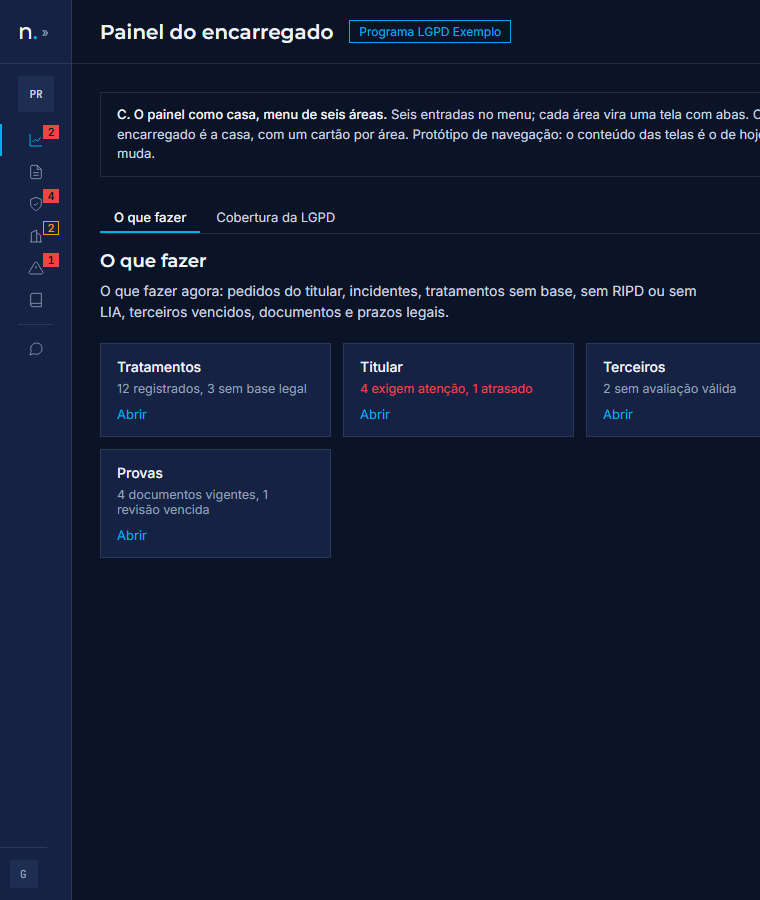 n. »
Painel do encarregado
Programa LGPD Exemplo
PR
2
4
2
1
C. O painel como casa, menu de seis áreas. Seis entradas no menu; cada área vira uma tela com abas.
encarregado é a casa, com um cartão por área. Protótipo de navegação: o conteúdo das telas é o de
muda.
O que fazer
Cobertura da LGPD
O que fazer
O que fazer agora: pedidos do titular, incidentes, tratamentos sem base, sem RIPD ou sem
LIA, terceiros vencidos, documentos e prazos legais.
Tratamentos
12 registrados, 3 sem base legal
Abrir
Titular
4 exigem atenção, 1 atrasado
Abrir
Terceiros
2 sem avaliação válida
Abrir
Provas
4 documentos vigentes, 1
revisão vencida
Abrir
G